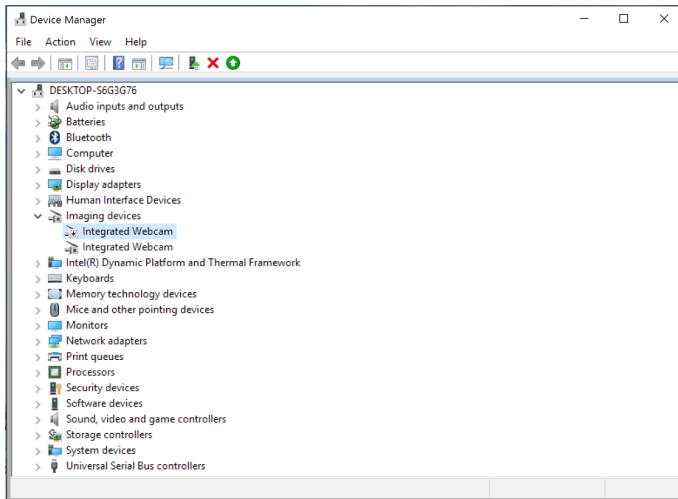 Device Manager
File Action View Help
DESKTOP-S6G3G76
Audio inputs and outputs
Batteries
Bluetooth
Computer
Disk drives
Display adapters
Human Interface Devices
Imaging devices
Integrated Webcam
Integrated Webcam
Intel(R) Dynamic Platform and Thermal Framework
Keyboards
Memory technology devices
Mice and other pointing devices
Monitors
Network adapters
Print queues
Processors
Security devices
Software devices
Sound, video and game controllers
Storage controllers
System devices
Universal Serial Bus controllers